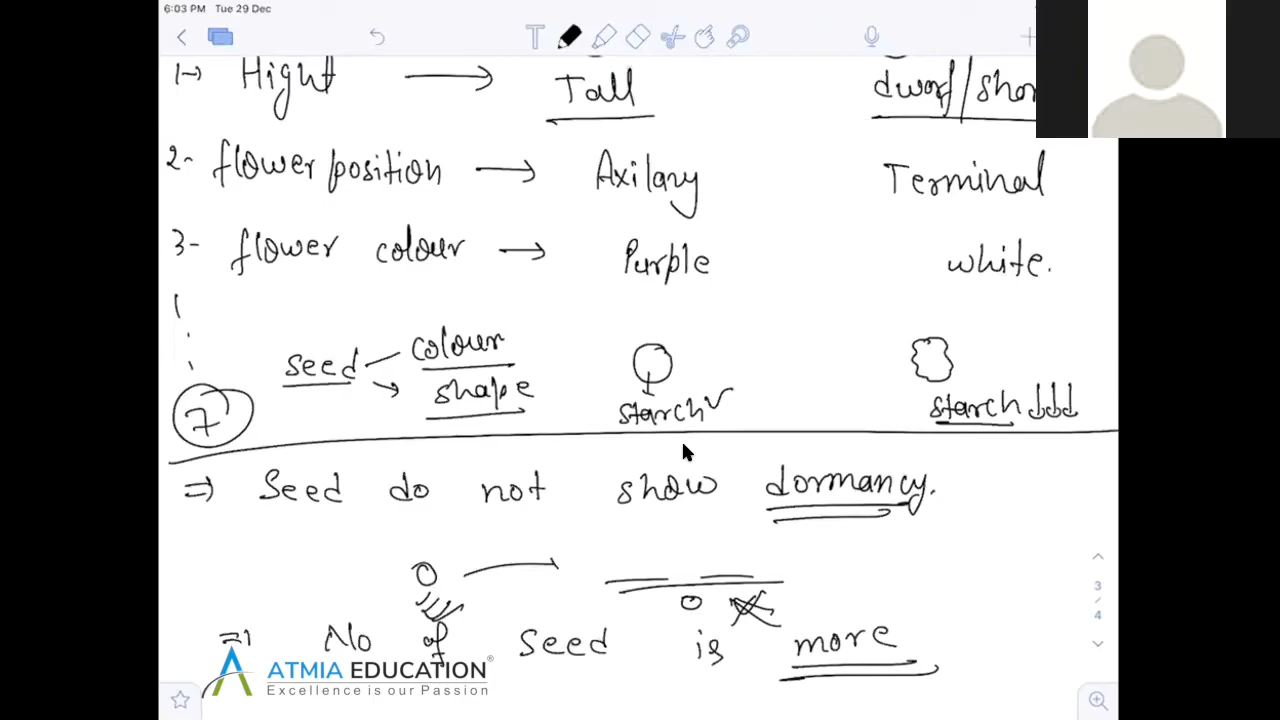 6:03 PM Tue 29 Dec
T
1→ Hight → Tall dwarf/shor
2- flower position → Axilary Terminal
3- flower colour → Purple white.
seed colour
→ shape
starch ✓ starch ↓↓↓
7
⇒ Seed do not show dormancy.
3
/
4
⇒ No of seed is more
ATMIA EDUCATION®
Excellence is our Passion